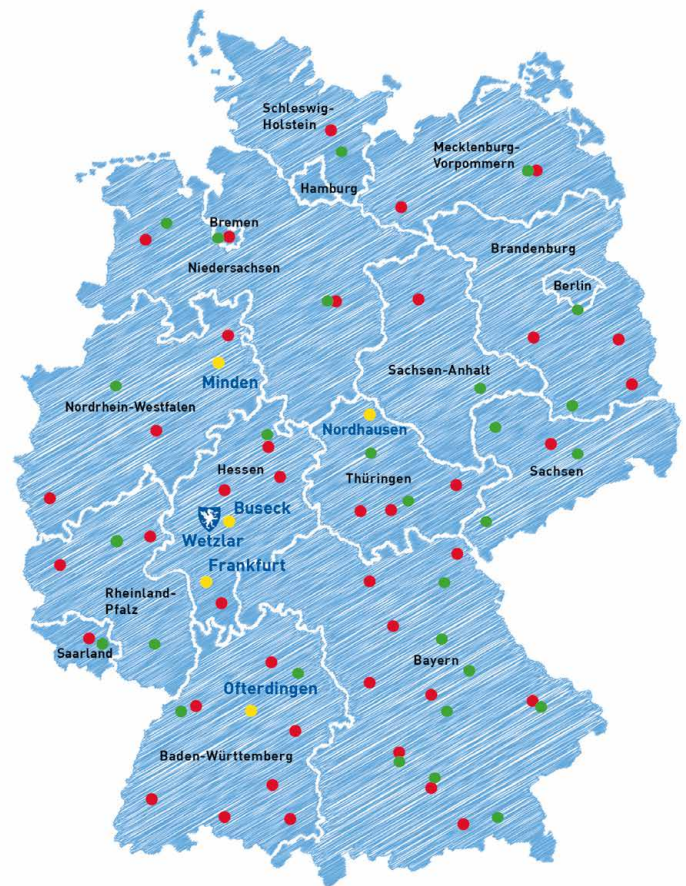 Schleswig-
Holstein
Mecklenburg-
Vorpommern
Hamburg
Bremen
Niedersachsen
Brandenburg
Berlin
Sachsen-Anhalt
Minden
Nordrhein-Westfalen
Nordhausen
Hessen
Thüringen
Sachsen
Buseck
Wetzlar
Frankfurt
Rheinland-
Pfalz
Saarland
Bayern
Ofterdingen
Baden-Württemberg